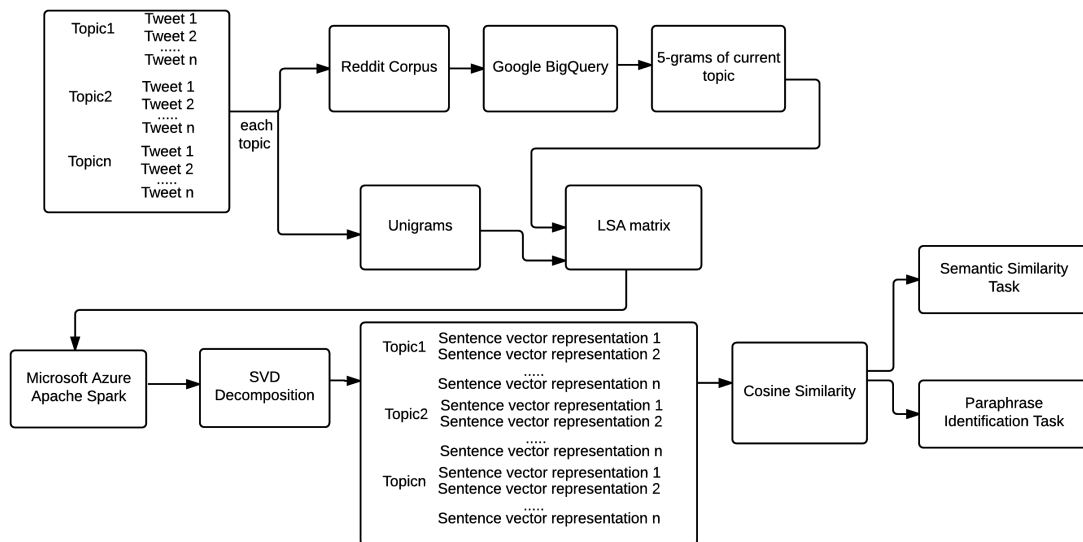 Topic1
Tweet 1
Tweet 2
.....
Tweet n
Topic2
Tweet 1
Tweet 2
.....
Tweet n
Topicn
Tweet 1
Tweet 2
.....
Tweet n
each
topic
Reddit Corpus
Google BigQuery
5-grams of current
topic
Unigrams
LSA matrix
Microsoft Azure
Apache Spark
SVD
Decomposition
Topic1
Sentence vector representation 1
Sentence vector representation 2
.....
Sentence vector representation n
Topic2
Sentence vector representation 1
Sentence vector representation 2
.....
Sentence vector representation n
Topicn
Sentence vector representation 1
Sentence vector representation 2
.....
Sentence vector representation n
Cosine Similarity
Semantic Similarity
Task
Paraphrase
Identification Task